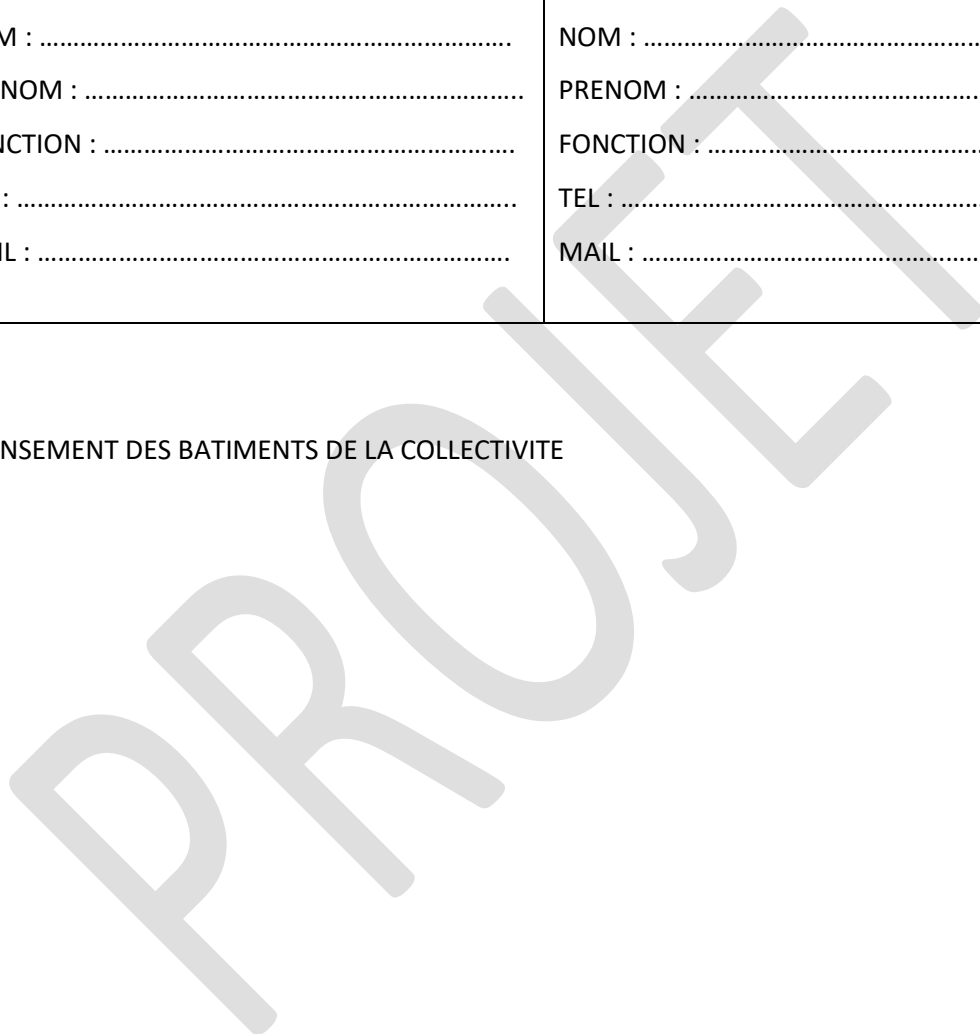 M : ……………………………………………………………. NOM : ……………………………………………
NOM : ……………………………………………………….. PRENOM : ……………………………………
NCTION : ……………………………………………………. FONCTION : …………………………………
: ……………………………………………………………….. TEL : ………………………………………………
IL : ……………………………………………………………. MAIL : ……………………………………………
NSEMENT DES BATIMENTS DE LA COLLECTIVITE
PROJET